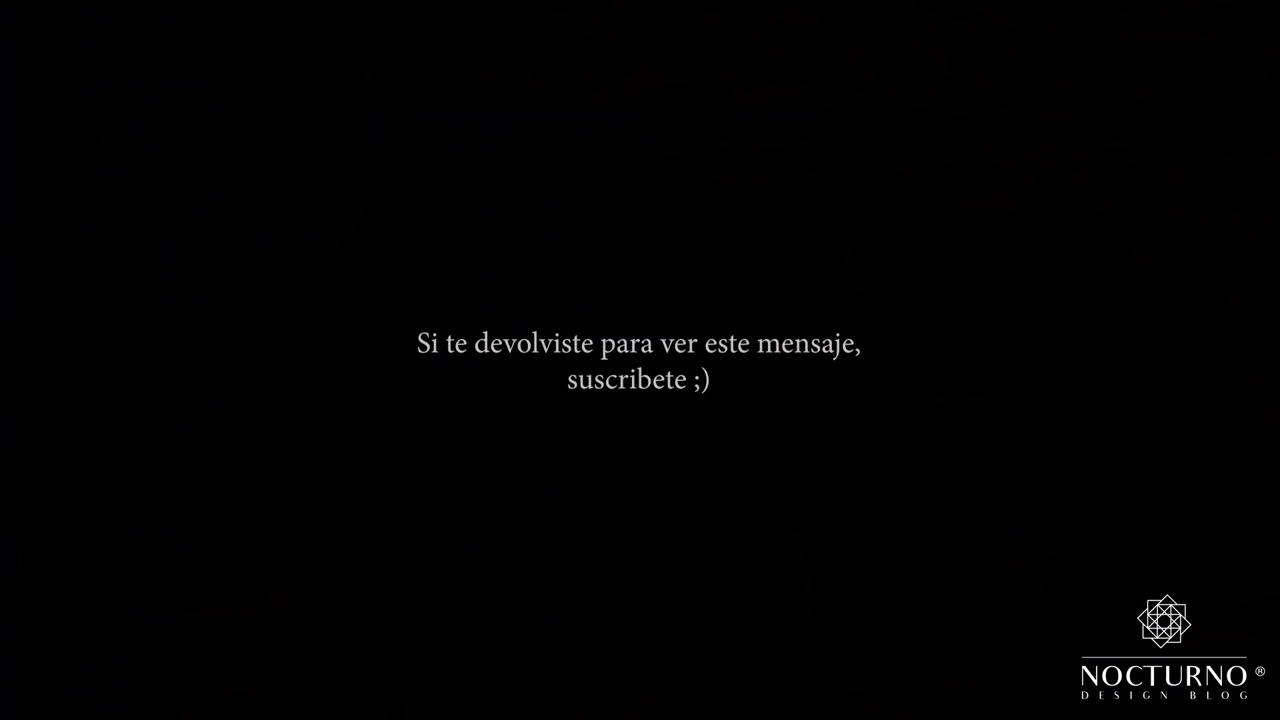 Si te devolviste para ver este mensaje,
suscribete ;)
NOCTURNO ®
DESIGN BLOG